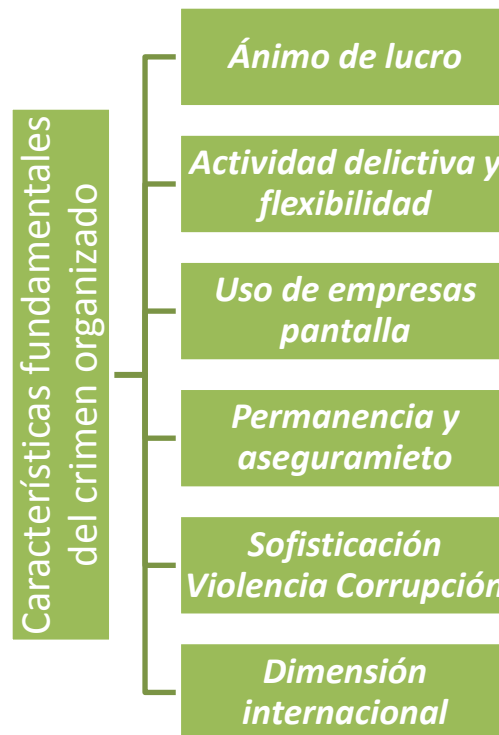 Características fundamentales
del crimen organizado
Ánimo de lucro
Actividad delictiva y
flexibilidad
Uso de empresas
pantalla
Permanencia y
aseguramieto
Sofisticación
Violencia Corrupción
Dimensión
internacional